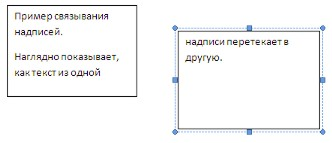 Пример связывания
надписей.
Наглядно показывает,
как текст из одной
надписи перетекает в
другую.